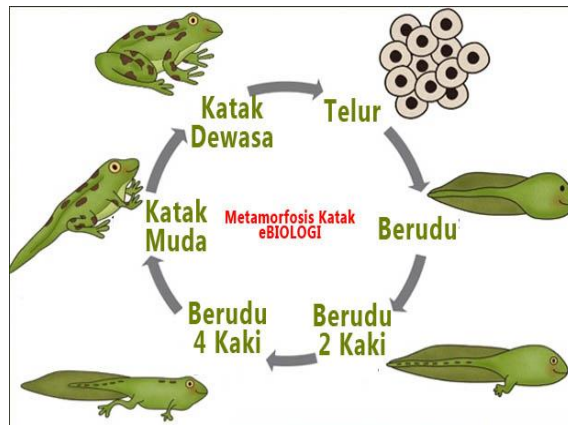 Katak
Dewasa
Telur
Berudu
Berudu
2 Kaki
Berudu
4 Kaki
Katak
Muda
Metamorfosis Katak
eBIOLOGI